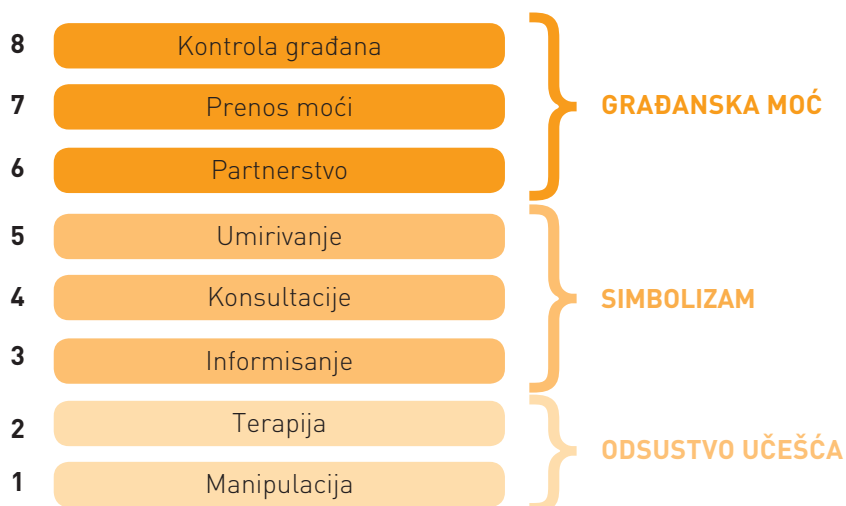 8 Kontrola građana
7 Prenos moći
GRAĐANSKA MOĆ
6 Partnerstvo
5 Umirivanje
4 Konsultacije
SIMBOLIZAM
3 Informisanje
2 Terapija
ODSUSTVO UČEŠĆA
1 Manipulacija